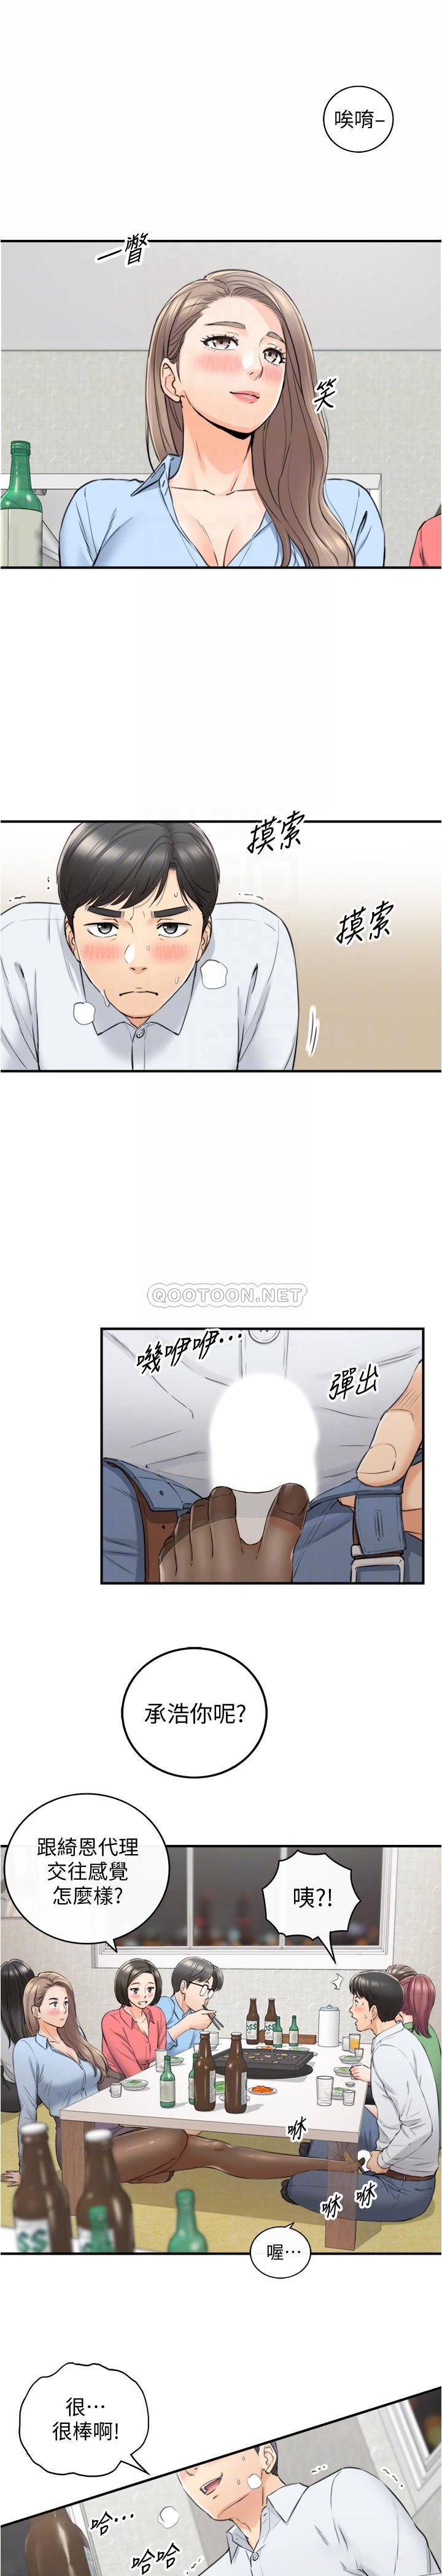 唉唷–
一瞥
笑
摸索
摸索
QOOTOON.NET
嘰咿咿…
彈出
承浩你呢?
跟綺恩代理
交往感覺
怎麼樣?
咦?!
咻
咻
咻
喔…
很…
很棒啊!
哈…
哈哈